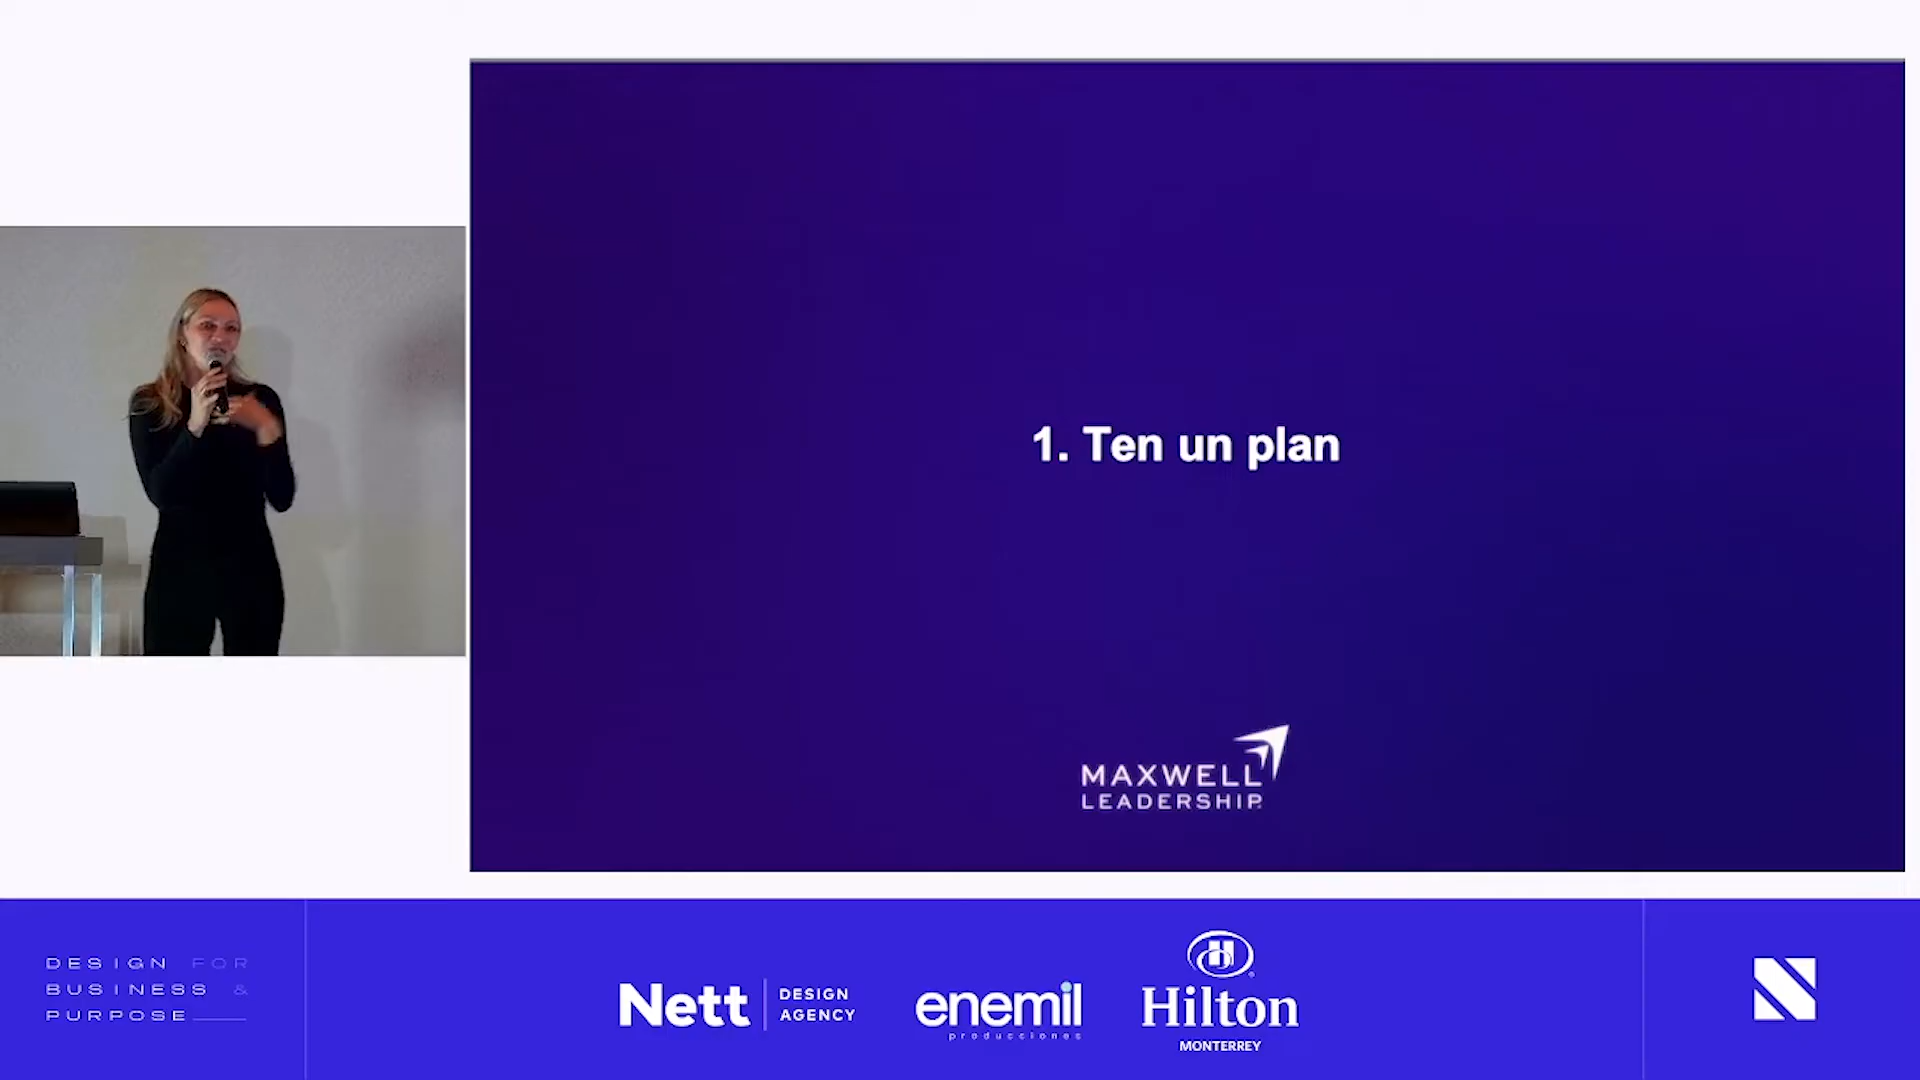 1. Ten un plan
MAXWELL
LEADERSHIP
DESIGN FOR
BUSINESS &
PURPOSE
Nett
DESIGN
AGENCY
enemil
producciones
Hilton
MONTERREY